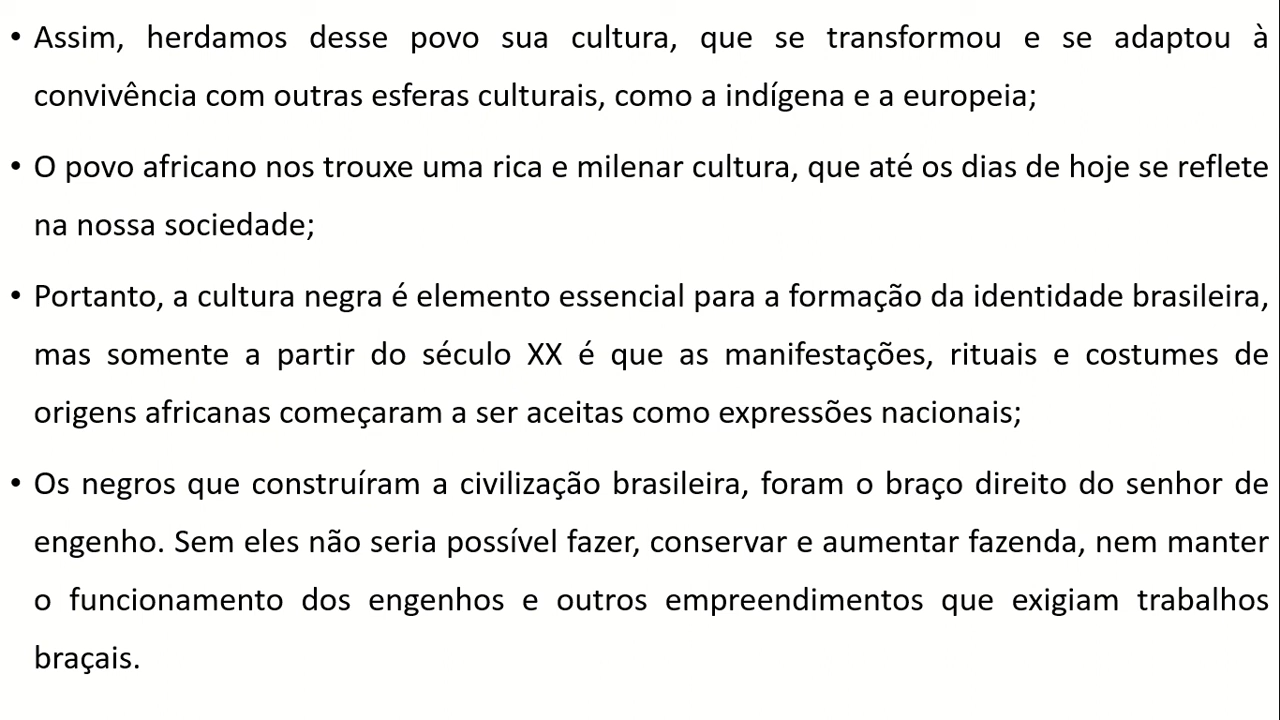 • Assim, herdamos desse povo sua cultura, que se transformou e se adaptou à
convivência com outras esferas culturais, como a indígena e a europeia;
• O povo africano nos trouxe uma rica e milenar cultura, que até os dias de hoje se reflete
na nossa sociedade;
• Portanto, a cultura negra é elemento essencial para a formação da identidade brasileira,
mas somente a partir do século XX é que as manifestações, rituais e costumes de
origens africanas começaram a ser aceitas como expressões nacionais;
• Os negros que construíram a civilização brasileira, foram o braço direito do senhor de
engenho. Sem eles não seria possível fazer, conservar e aumentar fazenda, nem manter
o funcionamento dos engenhos e outros empreendimentos que exigiam trabalhos
braçais.